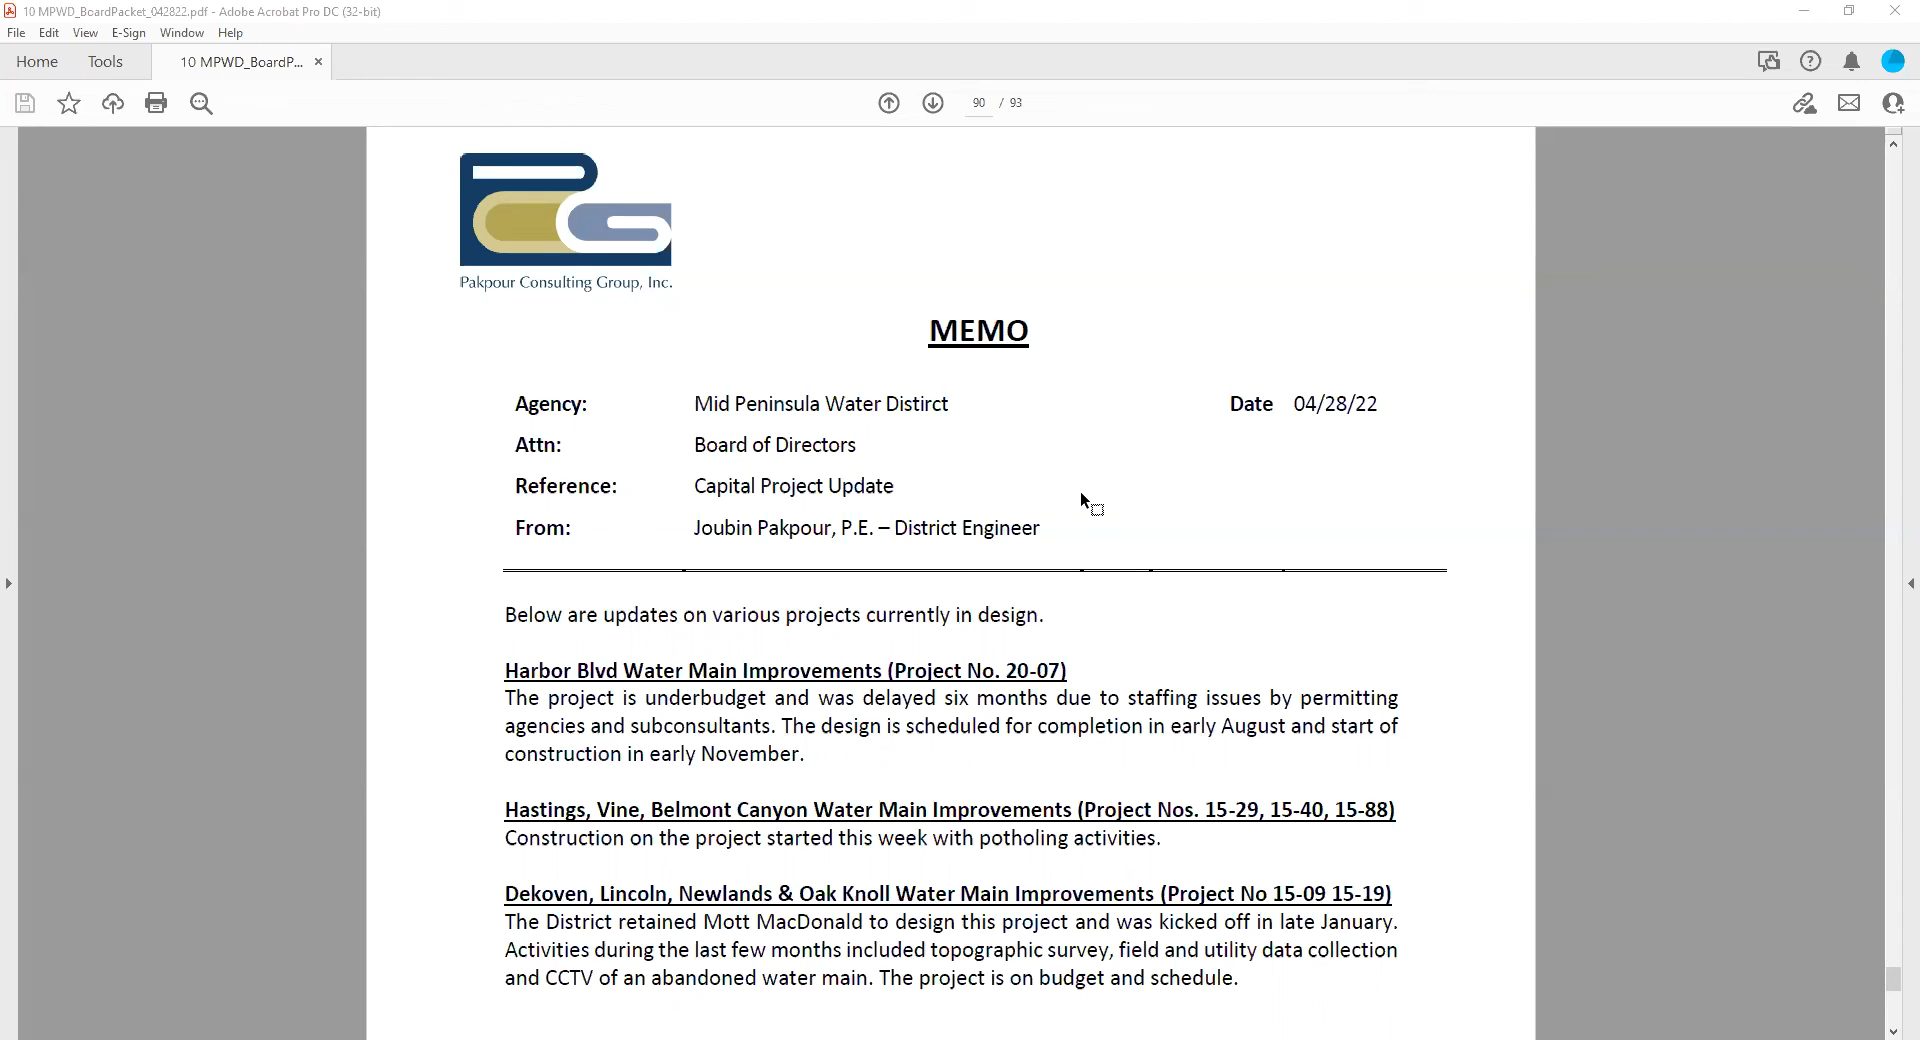 10 MPWD_BoardPacket_042822.pdf - Adobe Acrobat Pro DC (32-bit)
File Edit View E-Sign Window Help
Home Tools 10 MPWD_BoardP... ×
90 / 93
Pakpour Consulting Group, Inc.
MEMO
Agency: Mid Peninsula Water Distirct Date 04/28/22
Attn: Board of Directors
Reference: Capital Project Update
From: Joubin Pakpour, P.E. – District Engineer
Below are updates on various projects currently in design.
Harbor Blvd Water Main Improvements (Project No. 20-07)
The project is underbudget and was delayed six months due to staffing issues by permitting
agencies and subconsultants. The design is scheduled for completion in early August and start of
construction in early November.
Hastings, Vine, Belmont Canyon Water Main Improvements (Project Nos. 15-29, 15-40, 15-88)
Construction on the project started this week with potholing activities.
Dekoven, Lincoln, Newlands & Oak Knoll Water Main Improvements (Project No 15-09 15-19)
The District retained Mott MacDonald to design this project and was kicked off in late January.
Activities during the last few months included topographic survey, field and utility data collection
and CCTV of an abandoned water main. The project is on budget and schedule.